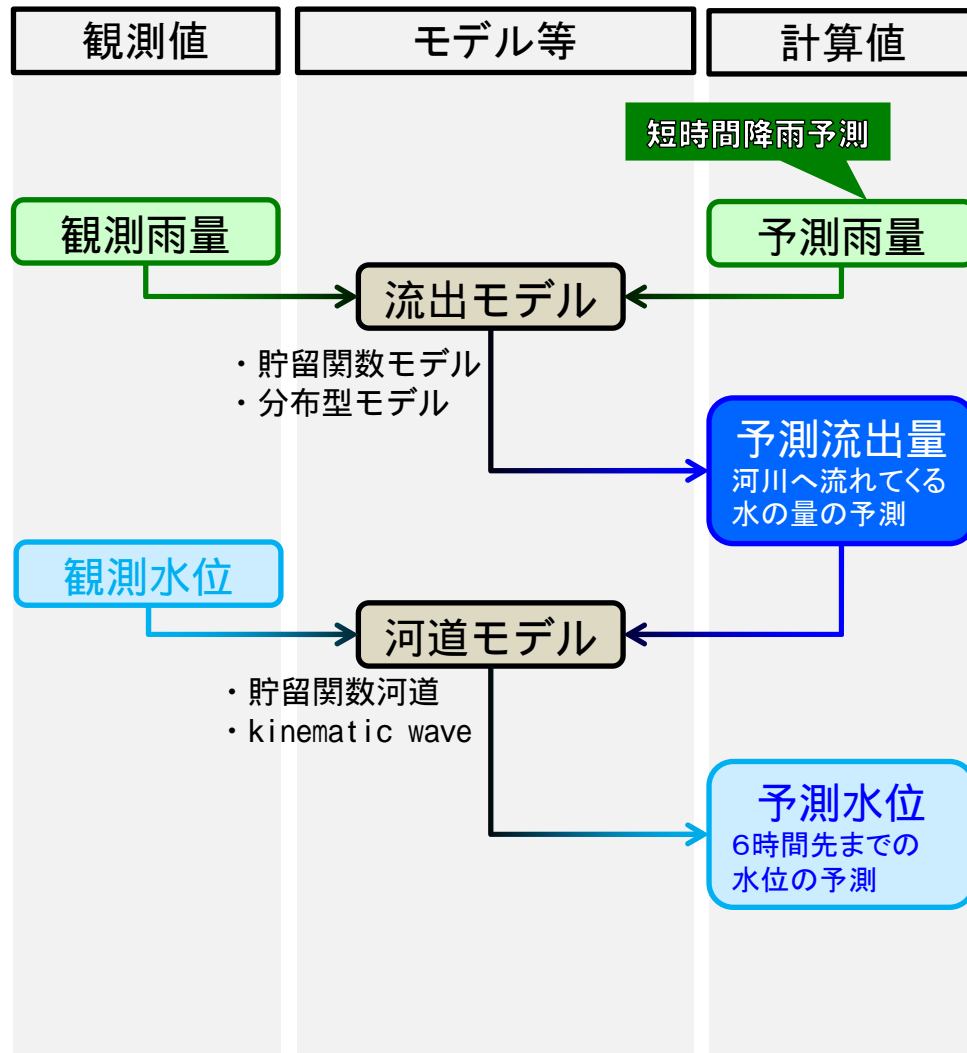 観測値
モデル等
計算値
短時間降雨予測
観測雨量
予測雨量
流出モデル
・貯留関数モデル
・分布型モデル
予測流出量
河川へ流れてくる
水の量の予測
観測水位
河道モデル
・貯留関数河道
・kinematic wave
予測水位
6時間先までの
水位の予測